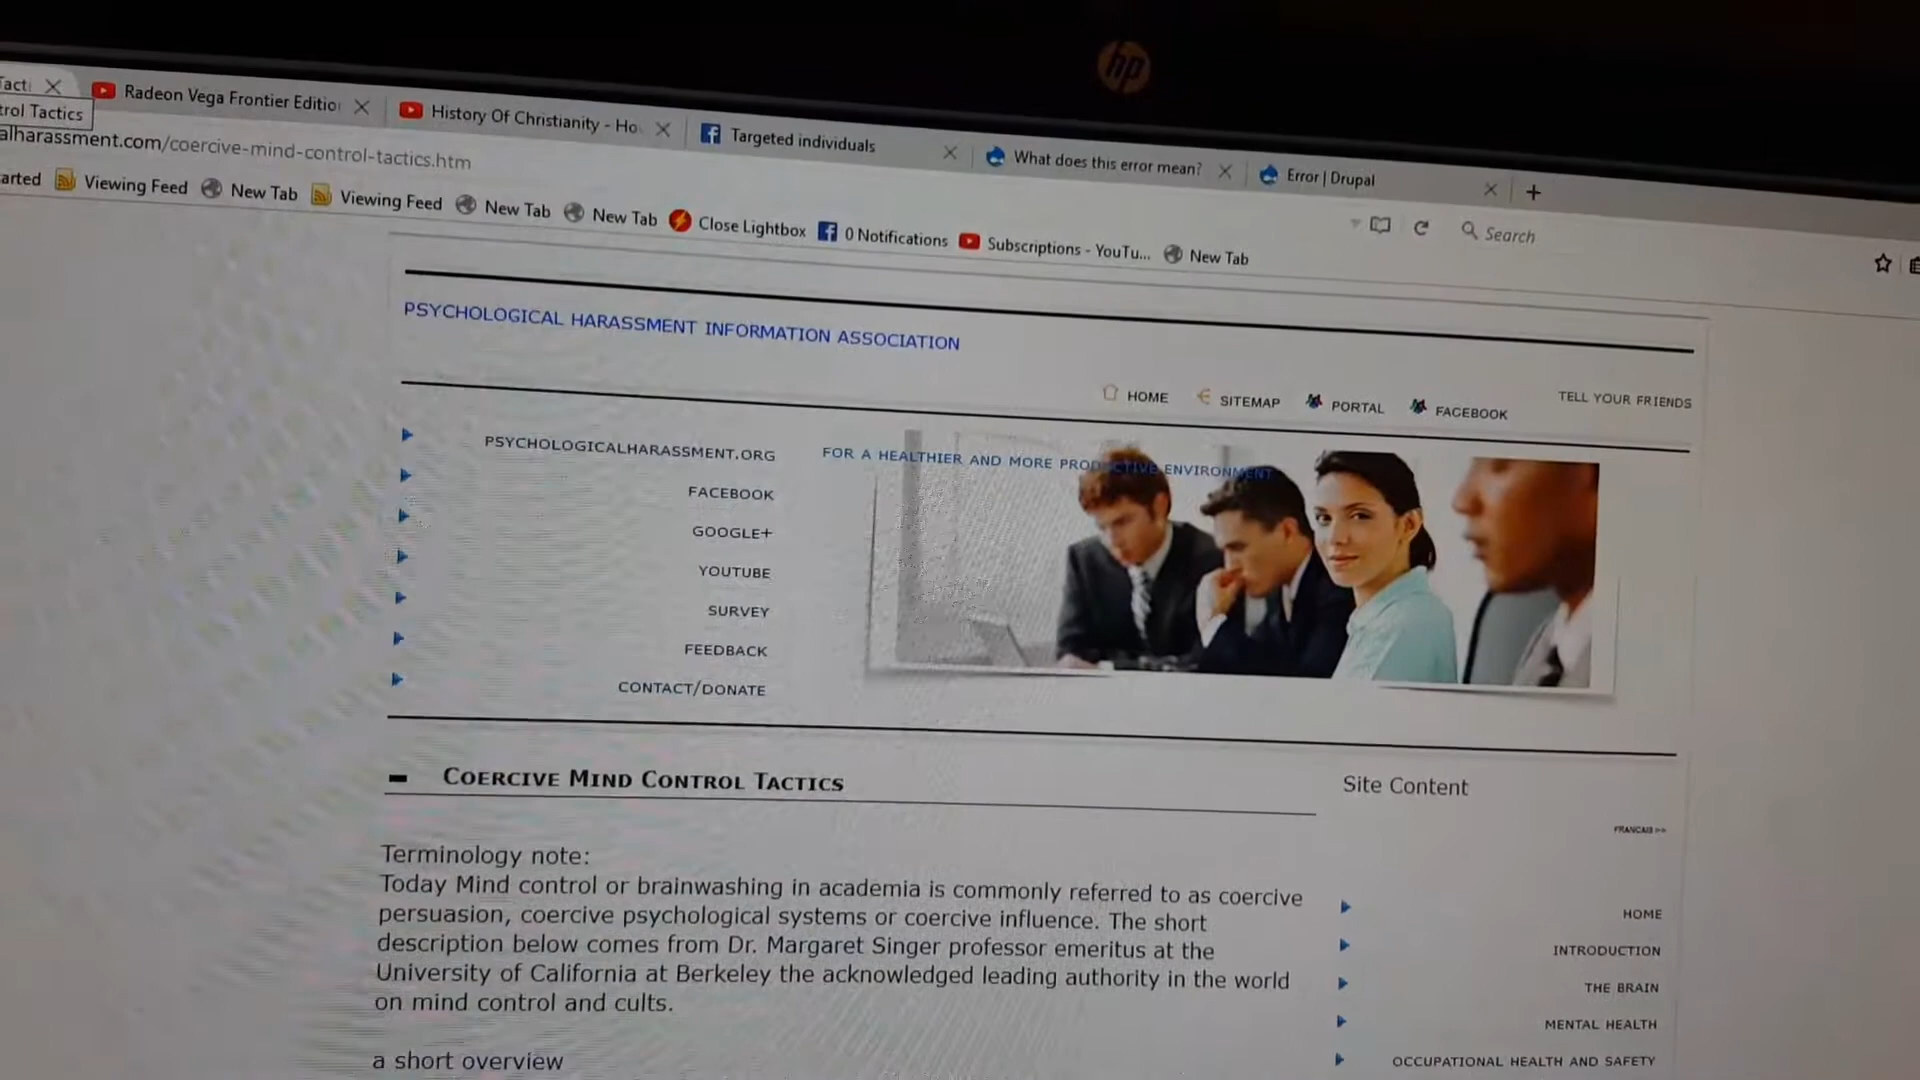 hp
Radeon Vega Frontier Editio
History Of Christianity - Ho
Targeted individuals
What does this error mean?
Error | Drupal
trol Tactics
alharassment.com/coercive-mind-control-tactics.htm
Search
arted
Viewing Feed
New Tab
Viewing Feed
New Tab
New Tab
Close Lightbox
0 Notifications
Subscriptions - YouTu...
New Tab
PSYCHOLOGICAL HARASSMENT INFORMATION ASSOCIATION
HOME
SITEMAP
PORTAL
FACEBOOK
TELL YOUR FRIENDS
PSYCHOLOGICALHARASSMENT.ORG
FACEBOOK
GOOGLE+
YOUTUBE
SURVEY
FEEDBACK
CONTACT/DONATE
FOR A HEALTHIER AND MORE PRODUCTIVE ENVIRONMENT
COERCIVE MIND CONTROL TACTICS
Terminology note:
Today Mind control or brainwashing in academia is commonly referred to as coercive
persuasion, coercive psychological systems or coercive influence. The short
description below comes from Dr. Margaret Singer professor emeritus at the
University of California at Berkeley the acknowledged leading authority in the world
on mind control and cults.
a short overview
Site Content
FRANCAIS >>
HOME
INTRODUCTION
THE BRAIN
MENTAL HEALTH
OCCUPATIONAL HEALTH AND SAFETY